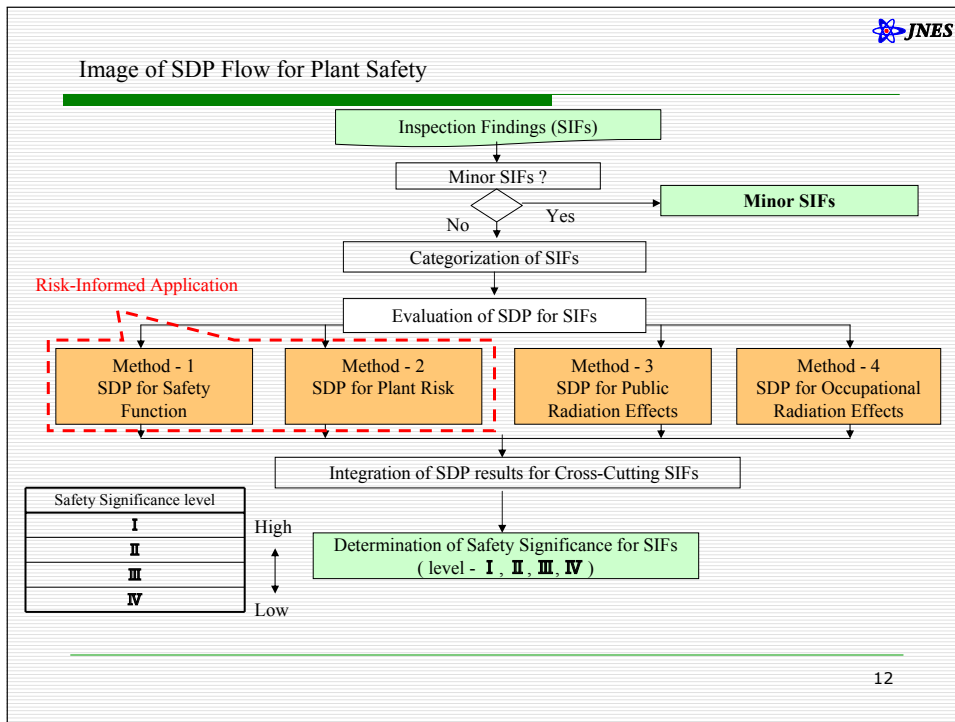 JNES
Image of SDP Flow for Plant Safety
Inspection Findings (SIFs)
Minor SIFs ?
Minor SIFs
No
Yes
Categorization of SIFs
Risk-Informed Application
Evaluation of SDP for SIFs
Method - 1
SDP for Safety
Function
Method - 2
SDP for Plant Risk
Method - 3
SDP for Public
Radiation Effects
Method - 4
SDP for Occupational
Radiation Effects
Integration of SDP results for Cross-Cutting SIFs
Safety Significance level
Ⅰ
Ⅱ
Ⅲ
Ⅳ
High
Low
Determination of Safety Significance for SIFs
( level - Ⅰ , Ⅱ , Ⅲ, Ⅳ )
12